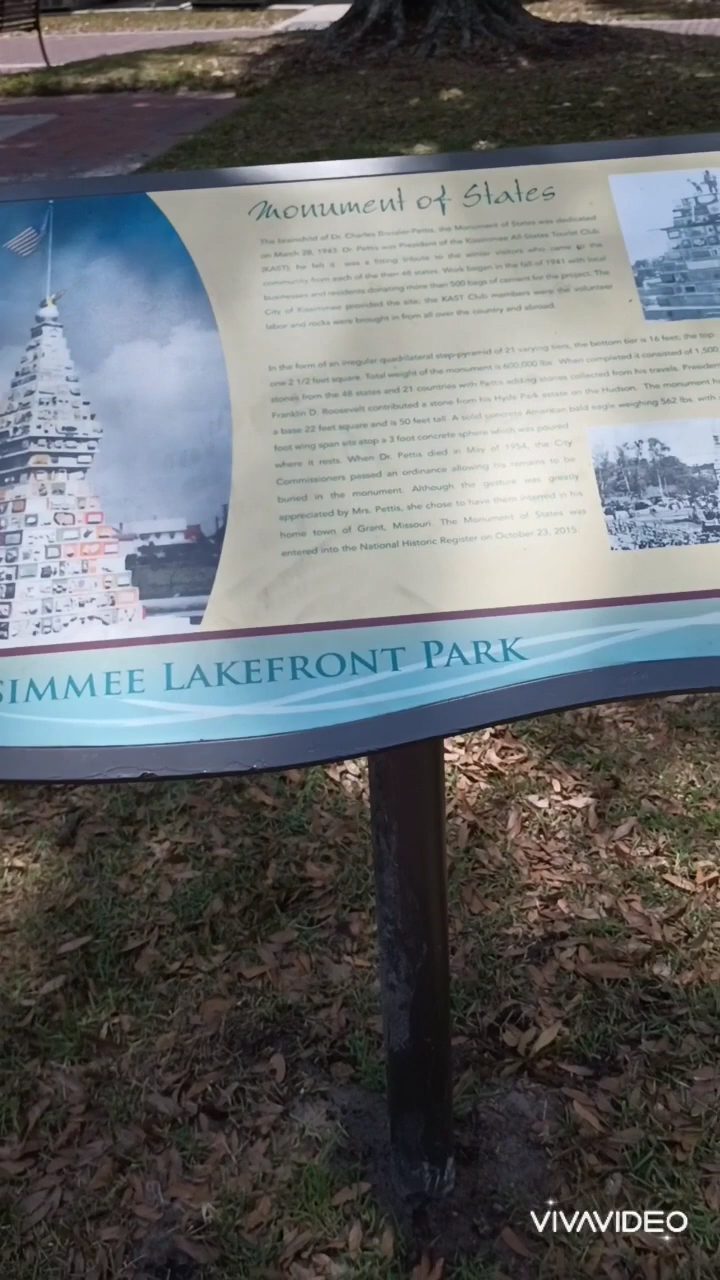 Monument of States
The brainchild of Dr. Charles Bressler-Pettis, the Monument of States was dedicated
on March 28, 1943. Dr. Pettis was President of the Kissimmee All-States Tourist Club
(KAST); he felt it was a fitting tribute to the winter visitors who came to the
community from each of the then 48 states. Work began in the fall of 1941 with local
businesses and residents donating more than 500 bags of cement for the project. The
City of Kissimmee provided the site; the KAST Club members were the volunteer
labor and rocks were brought in from all over the country and abroad.
In the form of an irregular quadrilateral step-pyramid of 21 varying tiers, the bottom tier is 16 feet; the top
one 2 1/2 feet square. Total weight of the monument is 600,000 lbs. When completed it consisted of 1,500
stones from the 48 states and 21 countries with Pettis adding stones collected from his travels. President
Franklin D. Roosevelt contributed a stone from his Hyde Park estate on the Hudson. The monument
a base 22 feet square and is 50 feet tall. A solid concrete American bald eagle weighing 562 lbs. with
foot wing span sits atop a 3 foot concrete sphere which was poured
where it rests. When Dr. Pettis died in May of 1954, the City
Commissioners passed an ordinance allowing his remains to be
buried in the monument. Although the gesture was greatly
appreciated by Mrs. Pettis, she chose to have them interred in his
home town of Grant, Missouri. The Monument of States was
entered into the National Historic Register on October 23, 2015.
SIMMEE LAKEFRONT PARK
VIVAVIDEO